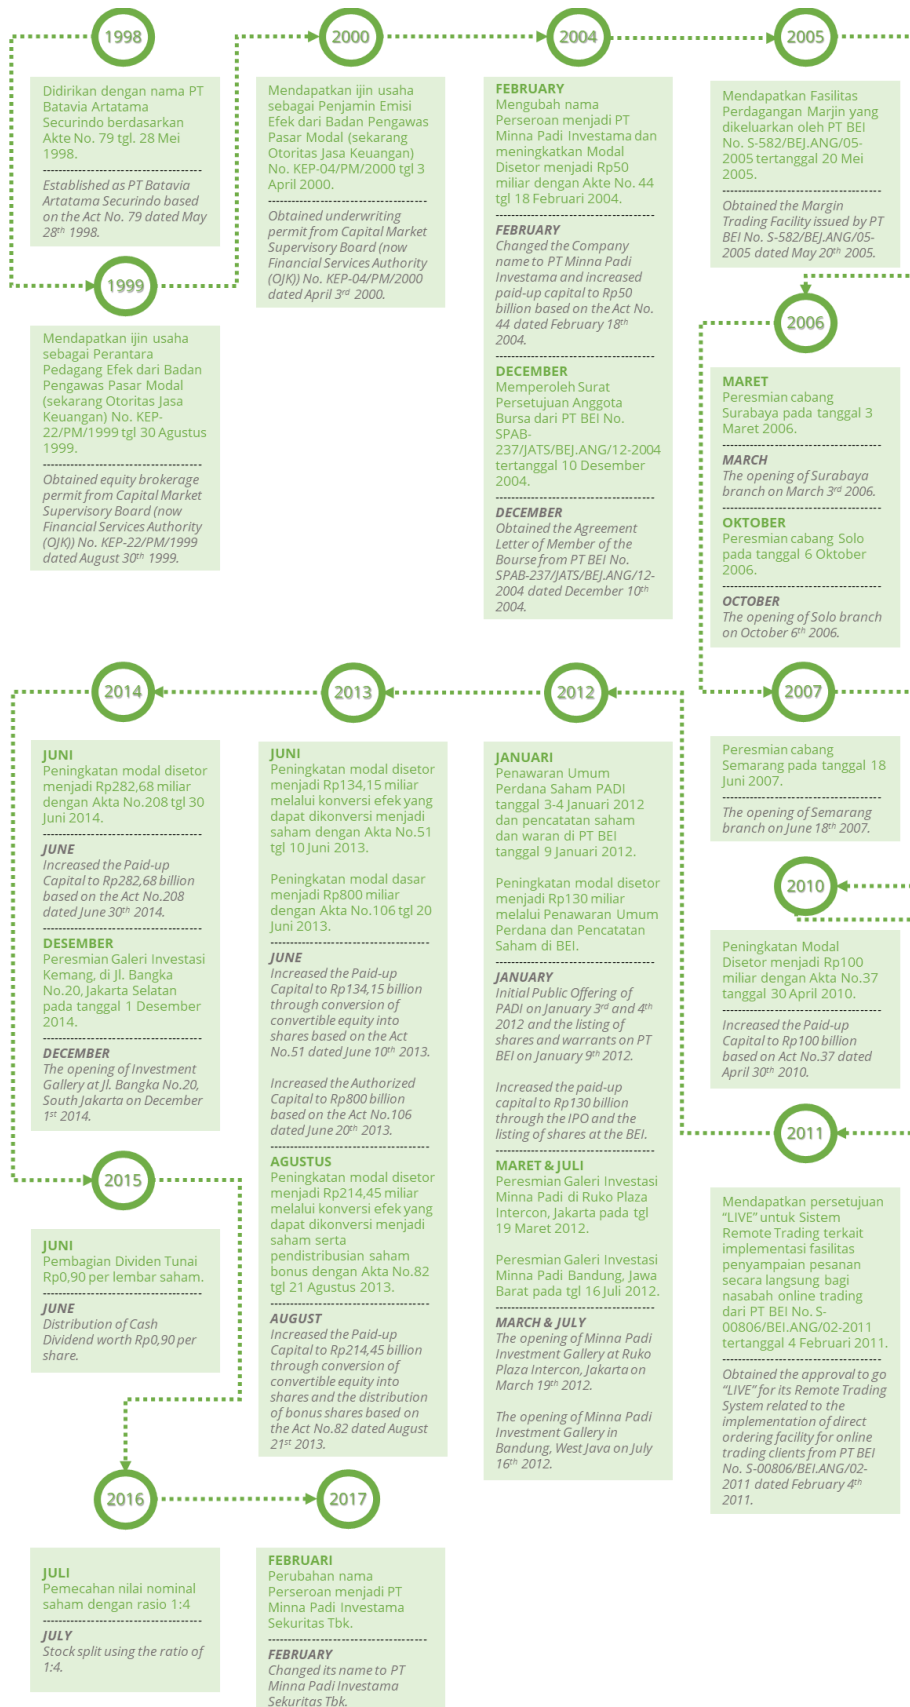 1998
Didirikan dengan nama PT
Batavia Artatama
Securindo berdasarkan
Akte No. 79 tgl. 28 Mei
1998.
----------------------------------
Established as PT Batavia
Artatama Securindo based
on the Act No. 79 dated May
28th 1998.
1999
Mendapatkan ijin usaha
sebagai Perantara
Pedagang Efek dari Badan
Pengawas Pasar Modal
(sekarang Otoritas Jasa
Keuangan) No. KEP-
22/PM/1999 tgl 30 Agustus
1999.
----------------------------------
Obtained equity brokerage
permit from Capital Market
Supervisory Board (now
Financial Services Authority
(OJK)) No. KEP-22/PM/1999
dated August 30th 1999.
2000
Mendapatkan ijin usaha
sebagai Penjamin Emisi
Efek dari Badan Pengawas
Pasar Modal (sekarang
Otoritas Jasa Keuangan)
No. KEP-04/PM/2000 tgl 3
April 2000.
----------------------------------
Obtained underwriting
permit from Capital Market
Supervisory Board (now
Financial Services Authority
(OJK)) No. KEP-04/PM/2000
dated April 3rd 2000.
2004
FEBRUARY
Mengubah nama
Perseroan menjadi PT
Minna Padi Investama dan
meningkatkan Modal
Disetor menjadi Rp50
miliar dengan Akte No. 44
tgl 18 Februari 2004.
----------------------------------
FEBRUARY
Changed the Company
name to PT Minna Padi
Investama and increased
paid-up capital to Rp50
billion based on the Act No.
44 dated February 18th
2004.
----------------------------------
DECEMBER
Memperoleh Surat
Persetujuan Anggota
Bursa dari PT BEI No.
SPAB-
237/JATS/BEJ.ANG/12-2004
tertanggal 10 Desember
2004.
----------------------------------
DECEMBER
Obtained the Agreement
Letter of Member of the
Bourse from PT BEI No.
SPAB-237/JATS/BEJ.ANG/12-
2004 dated December 10th
2004.
2005
Mendapatkan Fasilitas
Perdagangan Marjin yang
dikeluarkan oleh PT BEI
No. S-582/BEJ.ANG/05-
2005 tertanggal 20 Mei
2005.
----------------------------------
Obtained the Margin
Trading Facility issued by PT
BEI No. S-582/BEJ.ANG/05-
2005 dated May 20th 2005.
2006
MARET
Peresmian cabang
Surabaya pada tanggal 3
Maret 2006.
----------------------------------
MARCH
The opening of Surabaya
branch on March 3rd 2006.
----------------------------------
OKTOBER
Peresmian cabang Solo
pada tanggal 6 Oktober
2006.
----------------------------------
OCTOBER
The opening of Solo branch
on October 6th 2006.
2007
Peresmian cabang
Semarang pada tanggal 18
Juni 2007.
----------------------------------
The opening of Semarang
branch on June 18th 2007.
2010
Peningkatan Modal
Disetor menjadi Rp100
miliar dengan Akta No.37
tanggal 30 April 2010.
----------------------------------
Increased the Paid-up
Capital to Rp100 billion
based on Act No.37 dated
April 30th 2010.
2011
Mendapatkan persetujuan
“LIVE” untuk Sistem
Remote Trading terkait
implementasi fasilitas
penyampaian pesanan
secara langsung bagi
nasabah online trading
dari PT BEI No. S-
00806/BEI.ANG/02-2011
tertanggal 4 Februari 2011.
----------------------------------
Obtained the approval to go
“LIVE” for its Remote Trading
System related to the
implementation of direct
ordering facility for online
trading clients from PT BEI
No. S-00806/BEI.ANG/02-
2011 dated February 4th
2011.
2012
JANUARI
Penawaran Umum
Perdana Saham PADI
tanggal 3-4 Januari 2012
dan pencatatan saham
dan waran di PT BEI
tanggal 9 Januari 2012.
Peningkatan modal disetor
menjadi Rp130 miliar
melalui Penawaran Umum
Perdana dan Pencatatan
Saham di BEI.
----------------------------------
JANUARY
Initial Public Offering of
PADI on January 3rd and 4th
2012 and the listing of
shares and warrants on PT
BEI on January 9th 2012.
Increased the paid-up
capital to Rp130 billion
through the IPO and the
listing of shares at the BEI.
----------------------------------
MARET & JULI
Peresmian Galeri Investasi
Minna Padi di Ruko Plaza
Intercon, Jakarta pada tgl
19 Maret 2012.
Peresmian Galeri Investasi
Minna Padi Bandung, Jawa
Barat pada tgl 16 Juli 2012.
----------------------------------
MARCH & JULY
The opening of Minna Padi
Investment Gallery at Ruko
Plaza Intercon, Jakarta on
March 19th 2012.
The opening of Minna Padi
Investment Gallery in
Bandung, West Java on July
16th 2012.
2013
JUNI
Peningkatan modal disetor
menjadi Rp134,15 miliar
melalui konversi efek yang
dapat dikonversi menjadi
saham dengan Akta No.51
tgl 10 Juni 2013.
Peningkatan modal dasar
menjadi Rp800 miliar
dengan Akta No.106 tgl 20
Juni 2013.
----------------------------------
JUNE
Increased the Paid-up
Capital to Rp134,15 billion
through conversion of
convertible equity into
shares based on the Act
No.51 dated June 10th 2013.
Increased the Authorized
Capital to Rp800 billion
based on the Act No.106
dated June 20th 2013.
----------------------------------
AGUSTUS
Peningkatan modal disetor
menjadi Rp214,45 miliar
melalui konversi efek yang
dapat dikonversi menjadi
saham serta
pendistribusian saham
bonus dengan Akta No.82
tgl 21 Agustus 2013.
----------------------------------
AUGUST
Increased the Paid-up
Capital to Rp214,45 billion
through conversion of
convertible equity into
shares and the distribution
of bonus shares based on
the Act No.82 dated August
21st 2013.
2014
JUNI
Peningkatan modal disetor
menjadi Rp282,68 miliar
dengan Akta No.208 tgl 30
Juni 2014.
----------------------------------
JUNE
Increased the Paid-up
Capital to Rp282,68 billion
based on the Act No.208
dated June 30th 2014.
----------------------------------
DESEMBER
Peresmian Galeri Investasi
Kemang, di Jl. Bangka
No.20, Jakarta Selatan
pada tanggal 1 Desember
2014.
----------------------------------
DECEMBER
The opening of Investment
Gallery at Jl. Bangka No.20,
South Jakarta on December
1st 2014.
2015
JUNI
Pembagian Dividen Tunai
Rp0,90 per lembar saham.
----------------------------------
JUNE
Distribution of Cash
Dividend worth Rp0,90 per
share.
2016
JULI
Pemecahan nilai nominal
saham dengan rasio 1:4
----------------------------------
JULY
Stock split using the ratio of
1:4.
2017
FEBRUARI
Perubahan nama
Perseroan menjadi PT
Minna Padi Investama
Sekuritas Tbk.
----------------------------------
FEBRUARY
Changed its name to PT
Minna Padi Investama
Sekuritas Tbk.